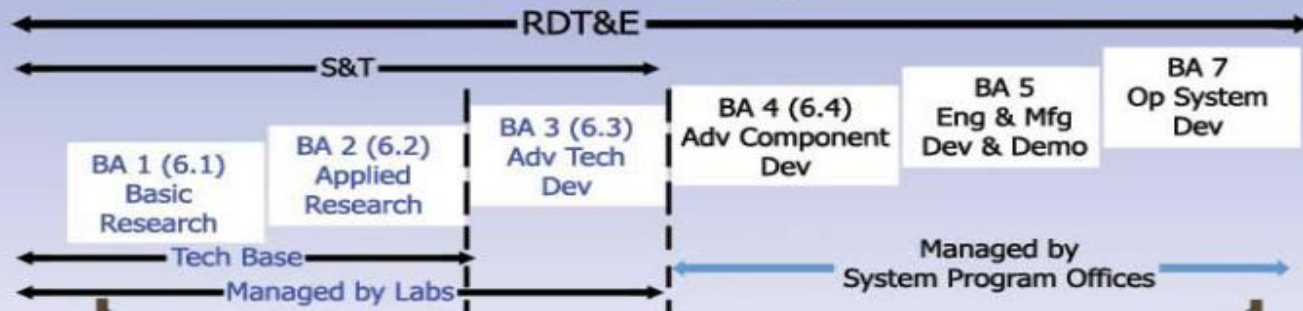 RDT&E
S&T
BA 1 (6.1)
Basic
Research
BA 2 (6.2)
Applied
Research
BA 3 (6.3)
Adv Tech
Dev
BA 4 (6.4)
Adv Component
Dev
BA 5
Eng & Mfg
Dev & Demo
BA 7
Op System
Dev
Tech Base
Managed by Labs
Managed by
System Program Offices